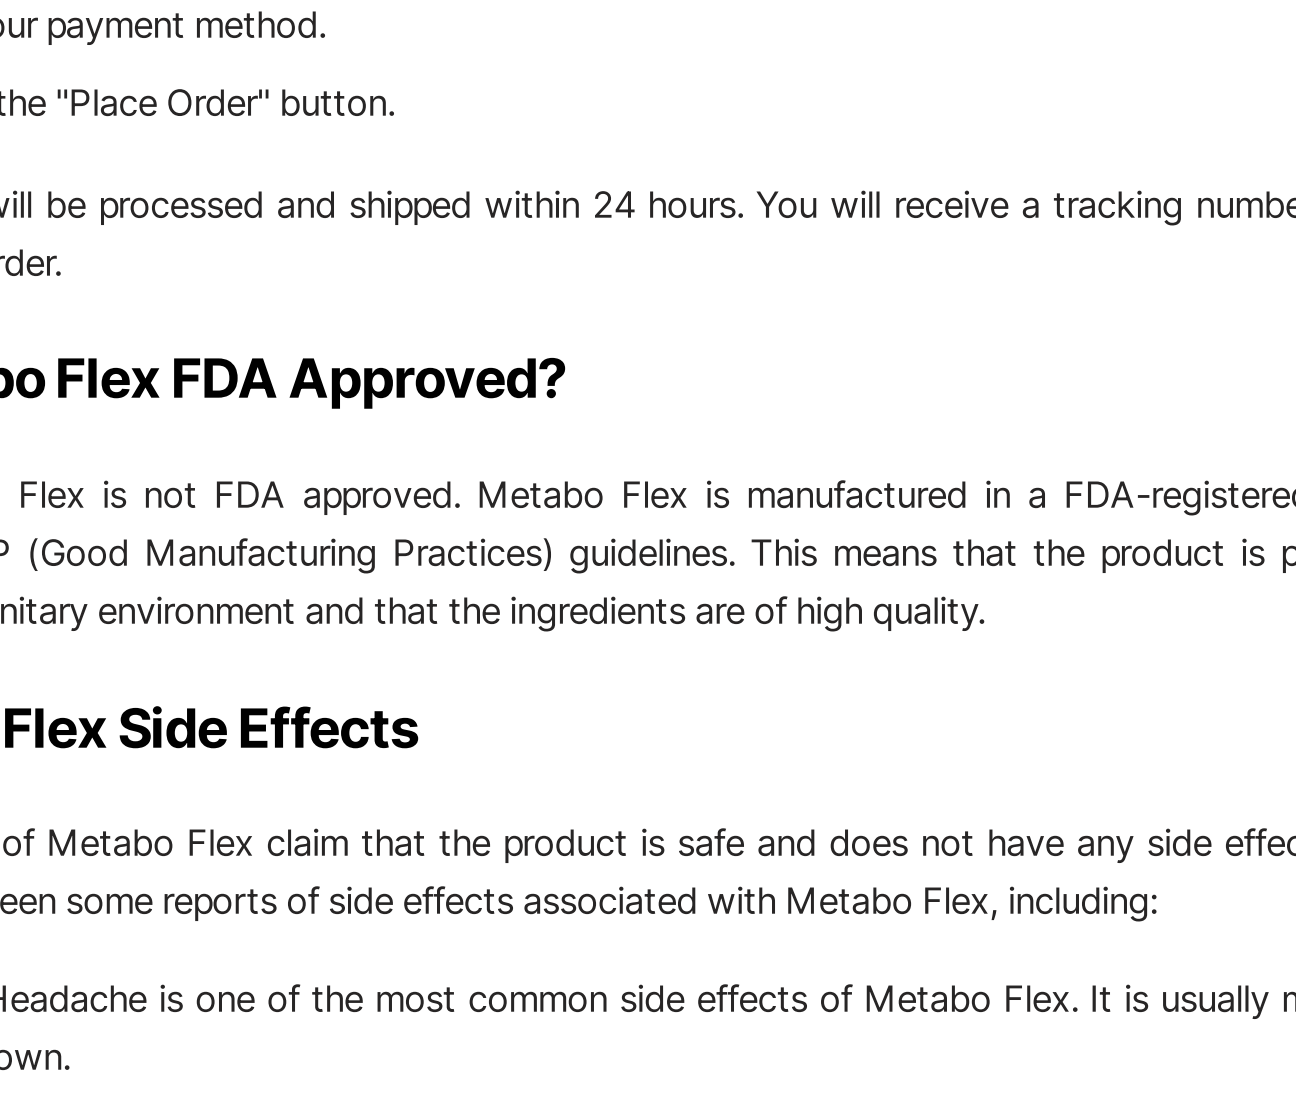 our payment method.
the "Place Order" button.
will be processed and shipped within 24 hours. You will receive a tracking
rder.
Flex FDA Approved?
Flex is not FDA approved. Metabo Flex is manufactured in a FDA-registered
(Good Manufacturing Practices) guidelines. This means that the product is
nitary environment and that the ingredients are of high quality.
Flex Side Effects
of Metabo Flex claim that the product is safe and does not have any side
een some reports of side effects associated with Metabo Flex, including:
Headache is one of the most common side effects of Metabo Flex. It is usually
own.